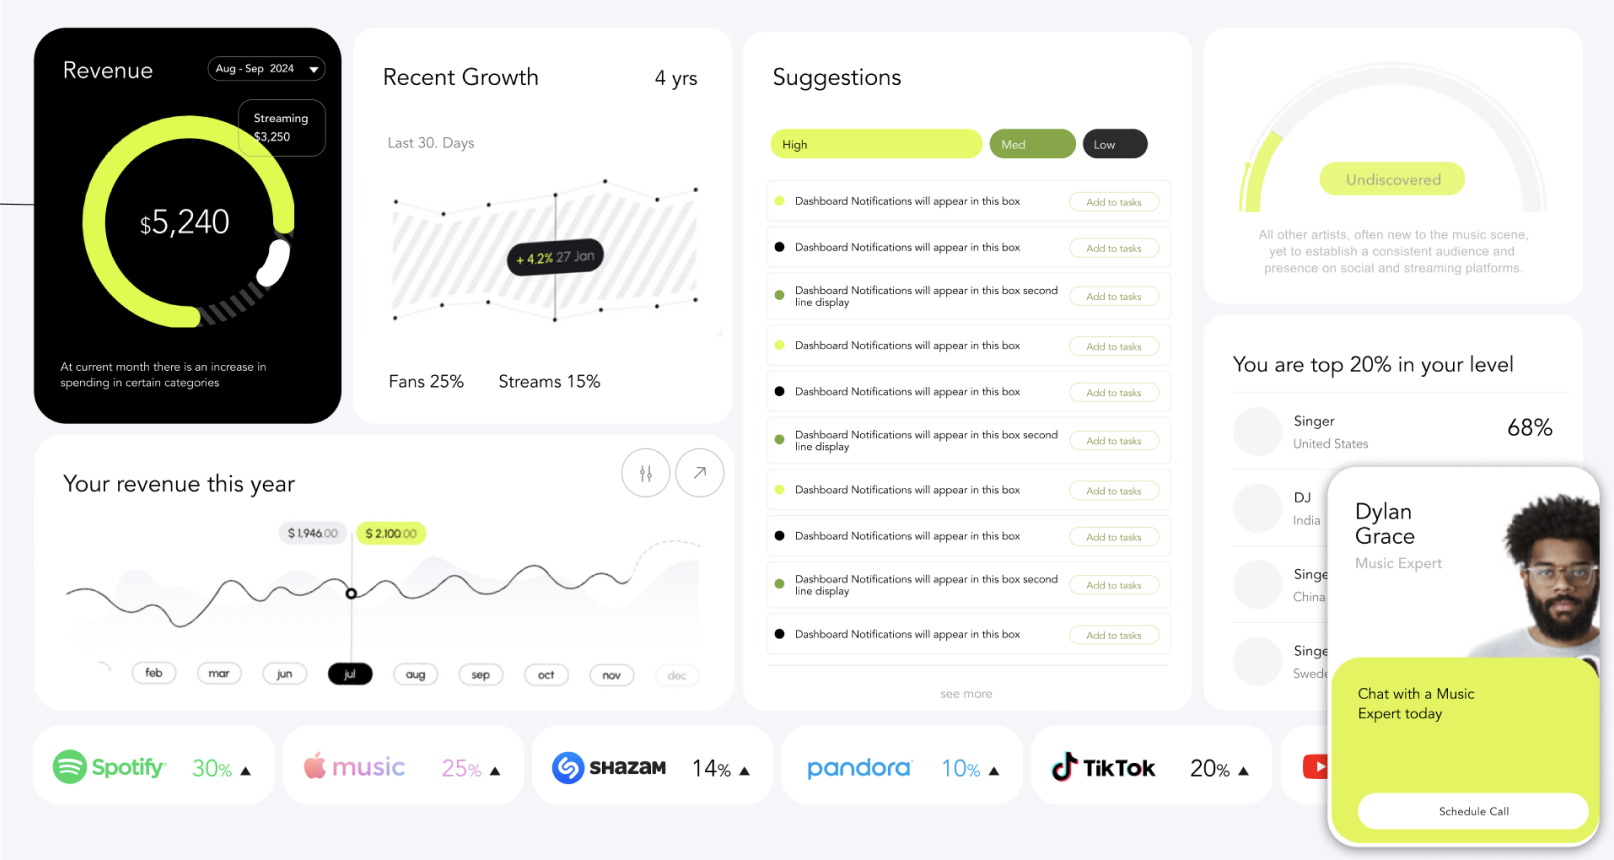 Revenue
Aug - Sep 2024
Streaming
$3,250
$5,240
At current month there is an increase in
spending in certain categories
Recent Growth
4 yrs
Last 30. Days
+ 4.2% 27 Jan
Fans 25%
Streams 15%
Your revenue this year
$ 1.946.00
$ 2.100.00
feb
mar
jun
jul
aug
sep
oct
nov
dec
Suggestions
High
Med
Low
Dashboard Notifications will appear in this box
Add to tasks
Dashboard Notifications will appear in this box
Add to tasks
Dashboard Notifications will appear in this box second
line display
Add to tasks
Dashboard Notifications will appear in this box
Add to tasks
Dashboard Notifications will appear in this box
Add to tasks
Dashboard Notifications will appear in this box second
line display
Add to tasks
Dashboard Notifications will appear in this box
Add to tasks
Dashboard Notifications will appear in this box
Add to tasks
Dashboard Notifications will appear in this box second
line display
Add to tasks
Dashboard Notifications will appear in this box
Add to tasks
see more
Undiscovered
All other artists, often new to the music scene,
yet to establish a consistent audience and
presence on social and streaming platforms.
You are top 20% in your level
Singer
United States
68%
DJ
India
Singe
China
Singe
Swede
Dylan
Grace
Music Expert
Chat with a Music
Expert today
Schedule Call
Spotify
30%
music
25%
SHAZAM
14%
pandora
10%
TikTok
20%